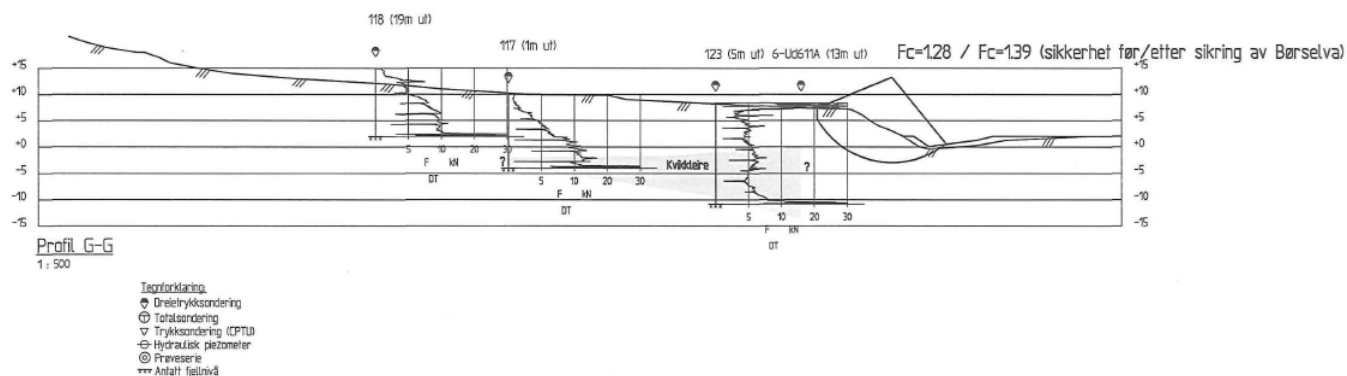 118 (19m ut)
117 (1m ut)
123 (5m ut) 6-Ud611A (13m ut) Fc=1.28 / Fc=1.39 (sikkerhet før/etter sikring av Børselva)
+15 +15
+10 +10
+5 +5
+0 +0
-5 -5
-10 -10
-15 -15
5 10 20 30
F kN
DT
?
5 10 20 30
F kN
DT
Kvikkleire
?
5 10 20 30
F kN
DT
Profil G-G
1 : 500
Tegnforklaring:
Dreietrykksondering
Totalsondering
Trykksondering (CPTU)
Hydraulisk piezometer
Prøveserie
Antatt fjellnivå